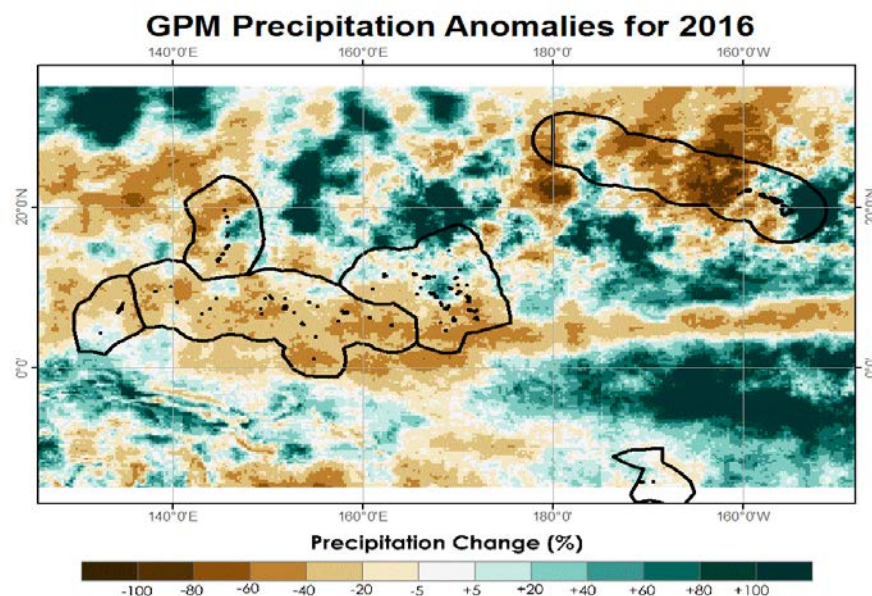 GPM Precipitation Anomalies for 2016
140°0'E 160°0'E 180°0' 160°0'W
20°N 20°N
0°0' 0°0'
140°0'E 160°0'E 180°0' 160°0'W
Precipitation Change (%)
-100 -80 -60 -40 -20 -5 +5 +20 +40 +60 +80 +100